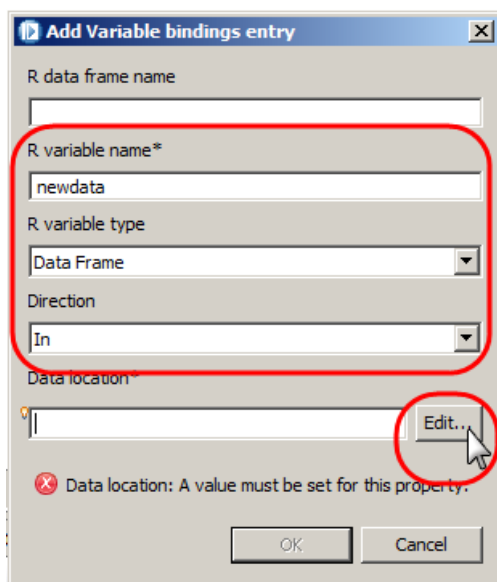 Add Variable bindings entry
R data frame name
R variable name*
newdata
R variable type
Data Frame
Direction
In
Data location*
Edit...
Data location: A value must be set for this property.
OK
Cancel